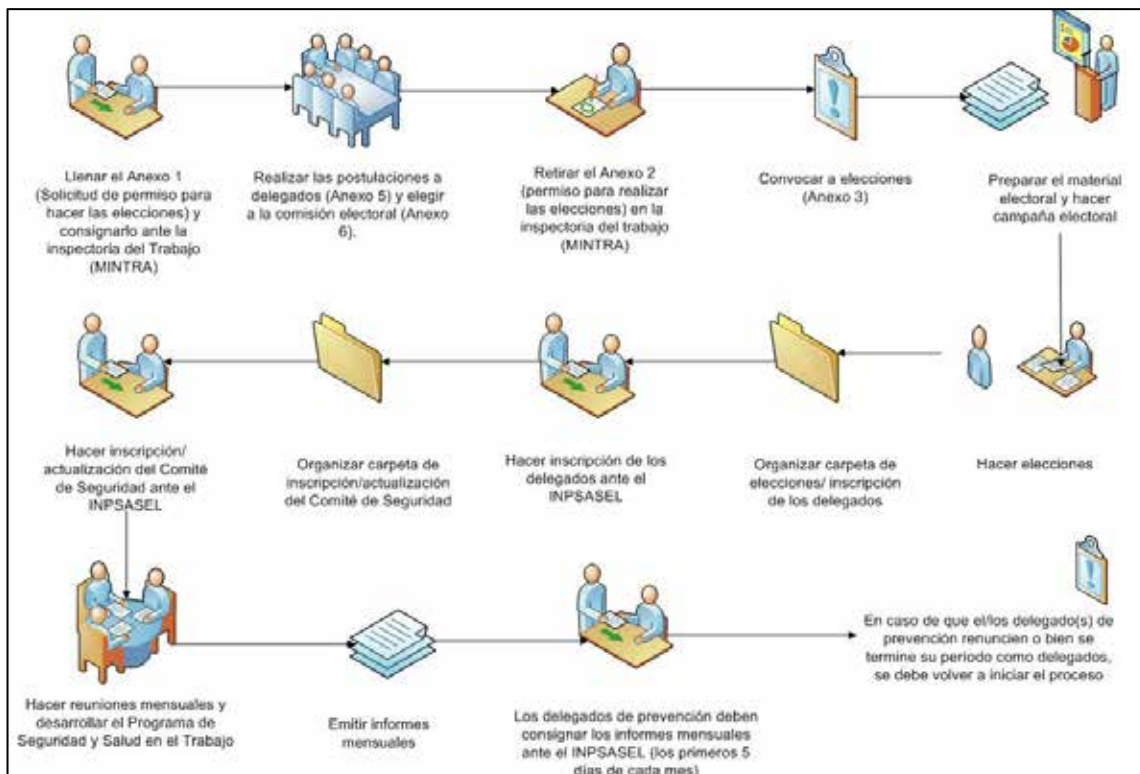 Llenar el Anexo 1
(Solicitud de permiso para
hacer las elecciones) y
consignarlo ante la
inspectoría del Trabajo
(MINTRA)
Realizar las postulaciones a
delegados (Anexo 5) y elegir
a la comisión electoral (Anexo
6).
Retirar el Anexo 2
(permiso para realizar
las elecciones) en la
inspectoría del trabajo
(MINTRA)
Convocar a elecciones
(Anexo 3)
Preparar el material
electoral y hacer
campaña electoral
Hacer elecciones
Organizar carpeta de
elecciones/ inscripción
de los delegados
Hacer inscripción de los
delegados ante el
INPSASEL
Organizar carpeta de
inscripción/actualización
del Comité de Seguridad
Hacer inscripción/
actualización del Comité
de Seguridad ante el
INPSASEL
Hacer reuniones mensuales y
desarrollar el Programa de
Seguridad y Salud en el Trabajo
Emitir informes
mensuales
Los delegados de prevención deben
consignar los informes mensuales
ante el INPSASEL (los primeros 5
días de cada mes)
En caso de que el/los delegado(s) de
prevención renuncien o bien se
termine su período como delegados,
se debe volver a iniciar el proceso